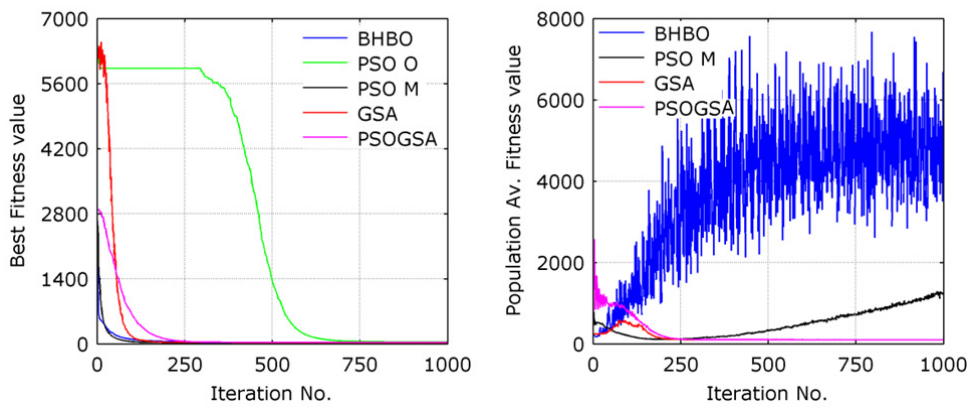 7000
5600
4200
2800
1400
0
Best Fitness value
BHBO
PSO O
PSO M
GSA
PSOGSA
0 250 500 750 1000
Iteration No.
8000
6000
4000
2000
0
Population Av. Fitness value
BHBO
PSO M
GSA
PSOGSA
0 250 500 750 1000
Iteration No.